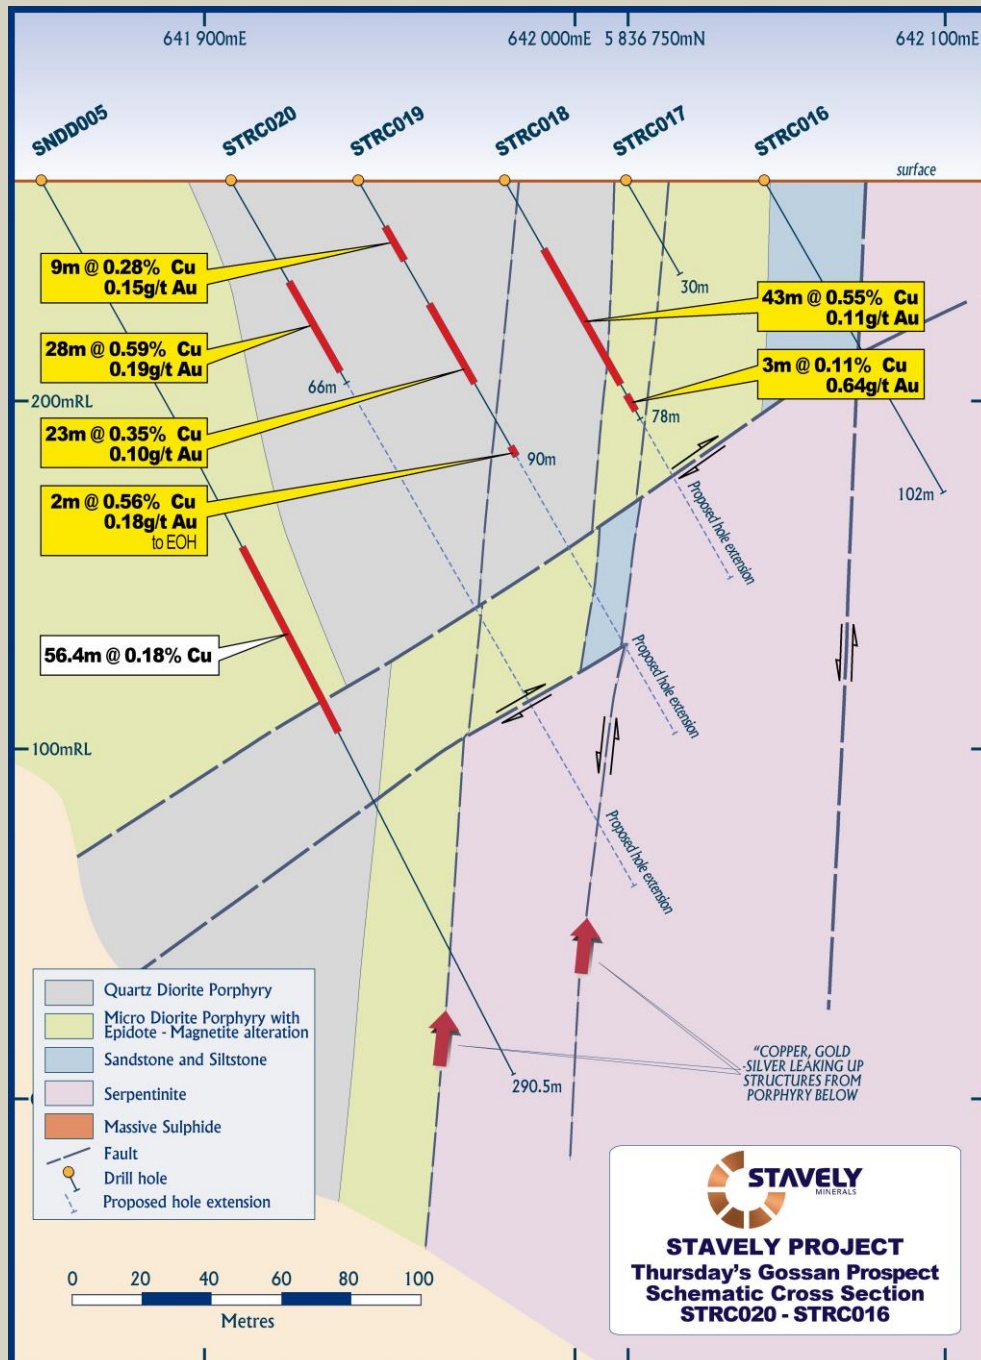 641 900mE
642 000mE
5 836 750mN
642 100mE
SNDD005
STRC020
STRC019
STRC018
STRC017
STRC016
surface
9m @ 0.28% Cu
0.15g/t Au
28m @ 0.59% Cu
0.19g/t Au
23m @ 0.35% Cu
0.10g/t Au
2m @ 0.56% Cu
0.18g/t Au
to EOH
56.4m @ 0.18% Cu
43m @ 0.55% Cu
0.11g/t Au
3m @ 0.11% Cu
0.64g/t Au
30m
66m
78m
90m
102m
290.5m
200mRL
100mRL
Proposed hole extension
Proposed hole extension
Proposed hole extension
"COPPER, GOLD
-SILVER LEAKING UP
STRUCTURES FROM
PORPHYRY BELOW
Quartz Diorite Porphyry
Micro Diorite Porphyry with
Epidote - Magnetite alteration
Sandstone and Siltstone
Serpentinite
Massive Sulphide
Fault
Drill hole
Proposed hole extension
0 20 40 60 80 100
Metres
STAVELY
MINERALS
STAVELY PROJECT
Thursday's Gossan Prospect
Schematic Cross Section
STRC020 - STRC016